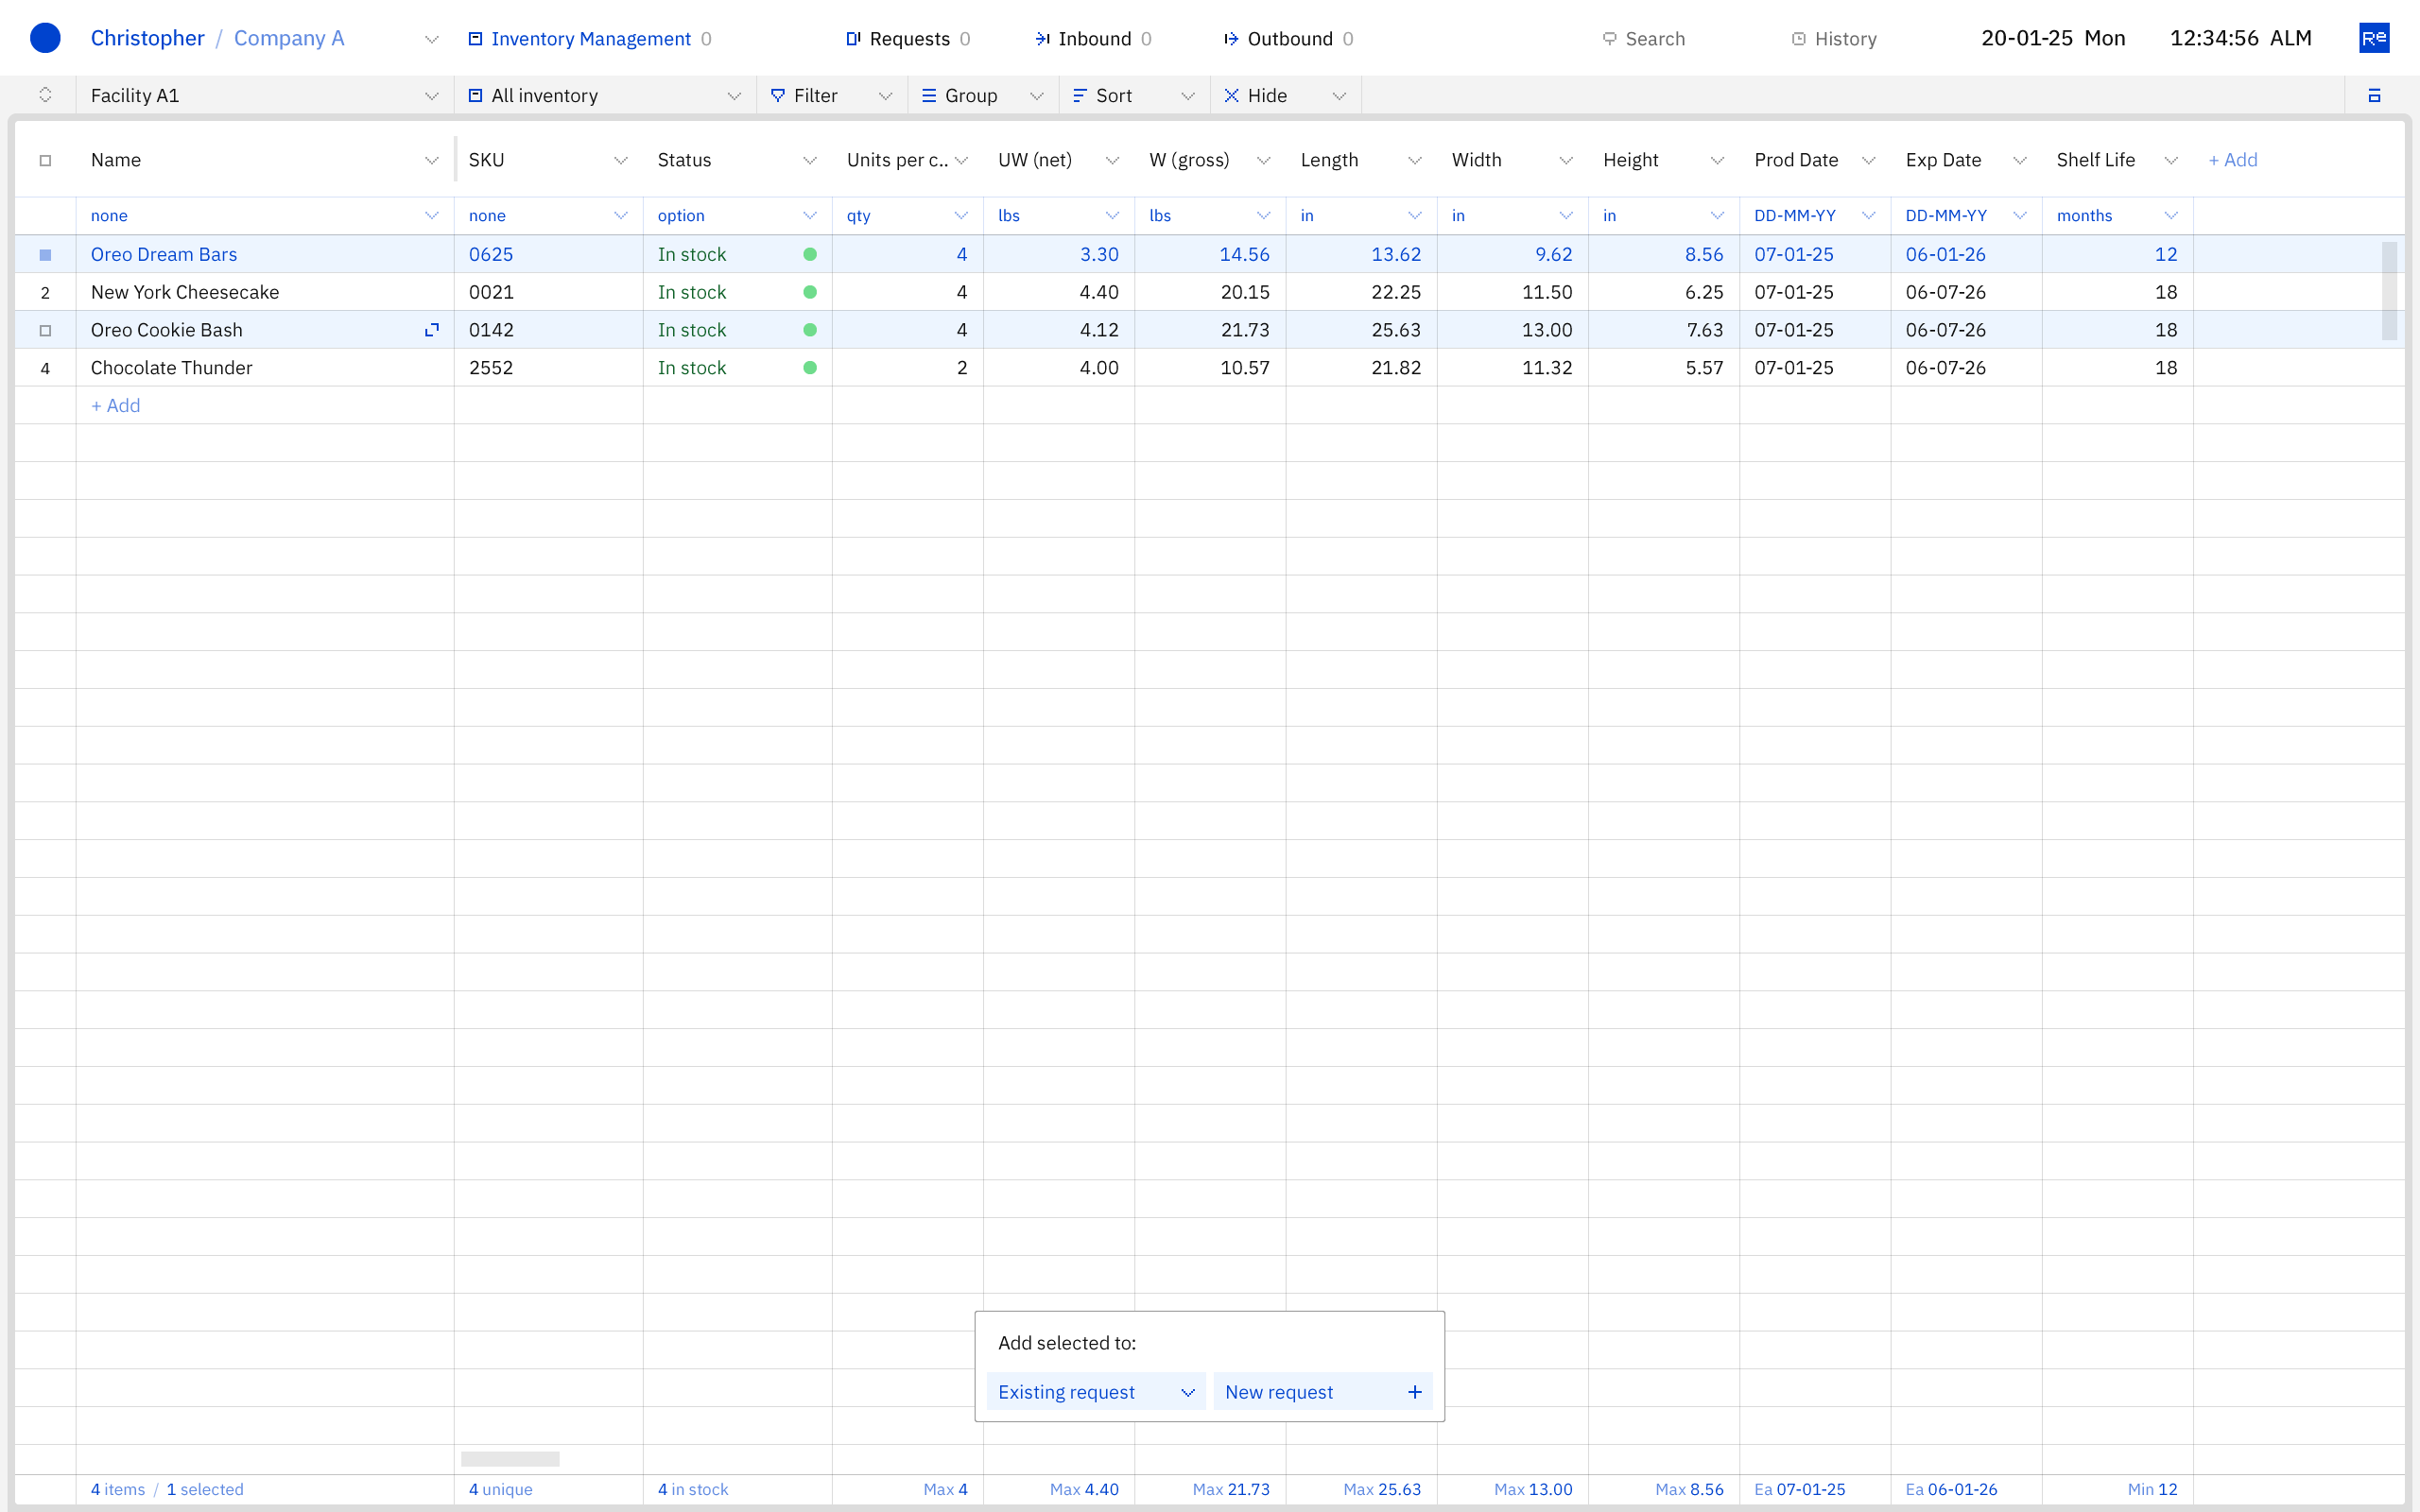 Christopher / Company A Inventory Management 0 Requests 0 Inbound 0 Outbound 0 Search History 20-01-25 Mon 12:34:56 ALM Re
Facility A1 All inventory Filter Group Sort Hide
Name SKU Status Units per c.. UW (net) W (gross) Length Width Height Prod Date Exp Date Shelf Life + Add
none none option qty lbs lbs in in in DD-MM-YY DD-MM-YY months
Oreo Dream Bars 0625 In stock 4 3.30 14.56 13.62 9.62 8.56 07-01-25 06-01-26 12
2 New York Cheesecake 0021 In stock 4 4.40 20.15 22.25 11.50 6.25 07-01-25 06-07-26 18
Oreo Cookie Bash 0142 In stock 4 4.12 21.73 25.63 13.00 7.63 07-01-25 06-07-26 18
4 Chocolate Thunder 2552 In stock 2 4.00 10.57 21.82 11.32 5.57 07-01-25 06-07-26 18
+ Add
Add selected to:
Existing request New request +
4 items / 1 selected 4 unique 4 in stock Max 4 Max 4.40 Max 21.73 Max 25.63 Max 13.00 Max 8.56 Ea 07-01-25 Ea 06-01-26 Min 12